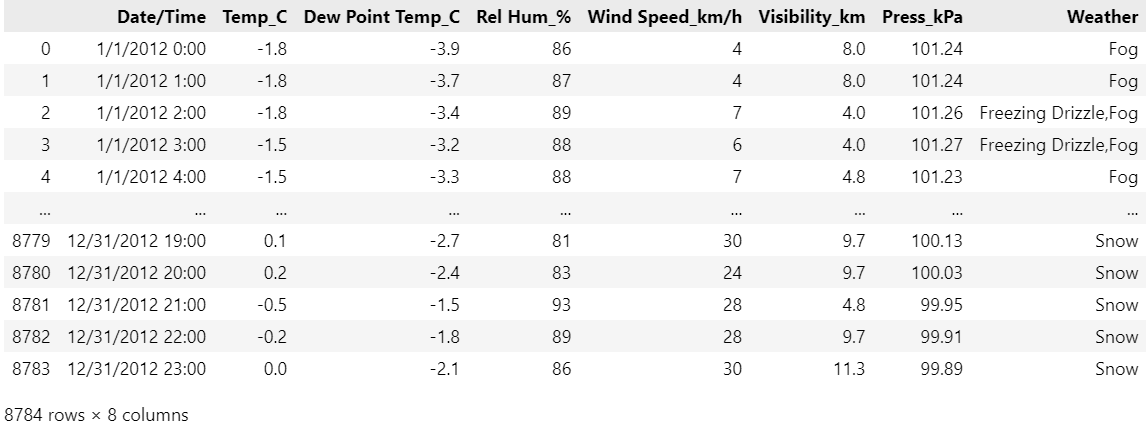 Date/Time Temp_C Dew Point Temp_C Rel Hum_% Wind Speed_km/h Visibility_km Press_kPa Weather
0 1/1/2012 0:00 -1.8 -3.9 86 4 8.0 101.24 Fog
1 1/1/2012 1:00 -1.8 -3.7 87 4 8.0 101.24 Fog
2 1/1/2012 2:00 -1.8 -3.4 89 7 4.0 101.26 Freezing Drizzle,Fog
3 1/1/2012 3:00 -1.5 -3.2 88 6 4.0 101.27 Freezing Drizzle,Fog
4 1/1/2012 4:00 -1.5 -3.3 88 7 4.8 101.23 Fog
... ... ... ... ... ... ... ... ...
8779 12/31/2012 19:00 0.1 -2.7 81 30 9.7 100.13 Snow
8780 12/31/2012 20:00 0.2 -2.4 83 24 9.7 100.03 Snow
8781 12/31/2012 21:00 -0.5 -1.5 93 28 4.8 99.95 Snow
8782 12/31/2012 22:00 -0.2 -1.8 89 28 9.7 99.91 Snow
8783 12/31/2012 23:00 0.0 -2.1 86 30 11.3 99.89 Snow
8784 rows × 8 columns